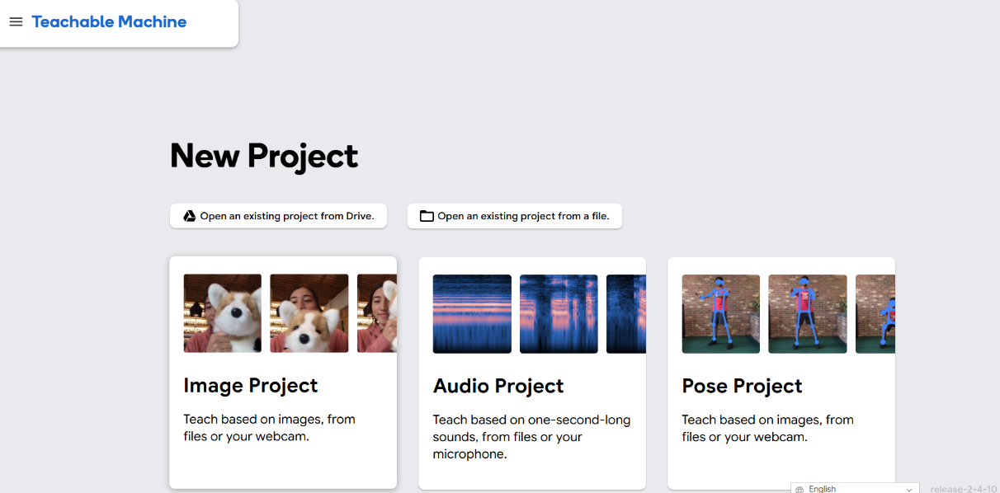 Teachable Machine
New Project
Open an existing project from Drive.
Open an existing project from a file.
Image Project
Teach based on images, from
files or your webcam.
Audio Project
Teach based on one-second-long
sounds, from files or your
microphone.
Pose Project
Teach based on images, from
files or your webcam.
English
release-2-4-10